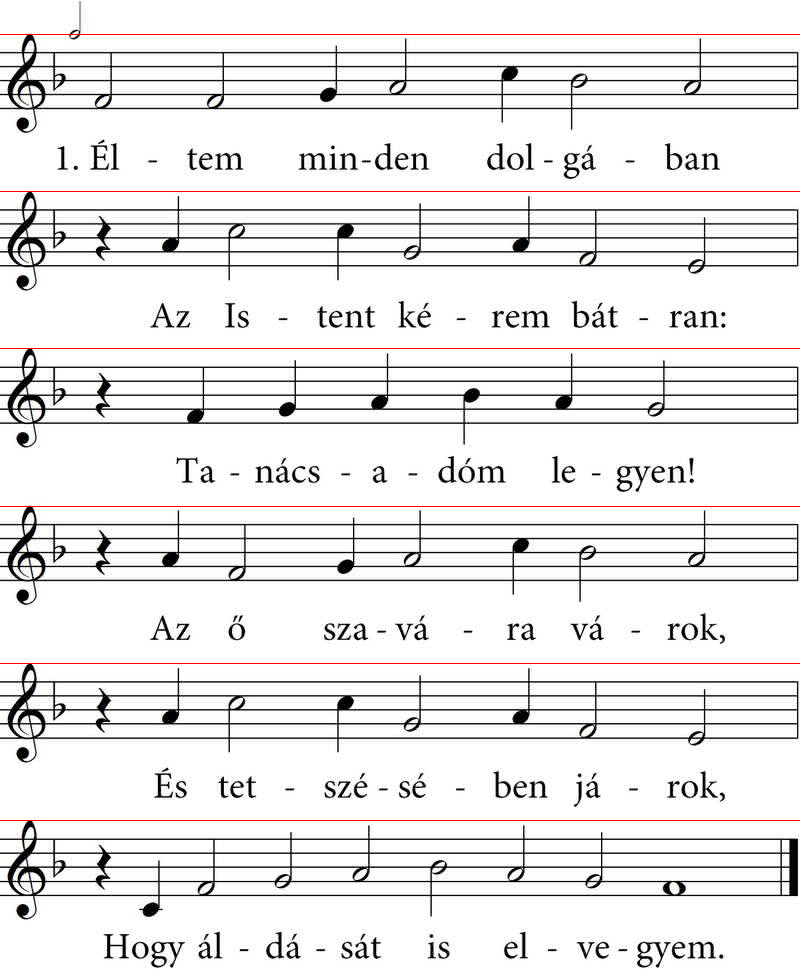 1. Él - tem min-den dol - gá - ban
Az Is - tent ké - rem bát - ran:
Ta - nács - a - dóm le - gyen!
Az ő sza - vá - ra vá - rok,
És tet - szé - sé - ben já - rok,
Hogy ál - dá - sát is el - ve - gyem.